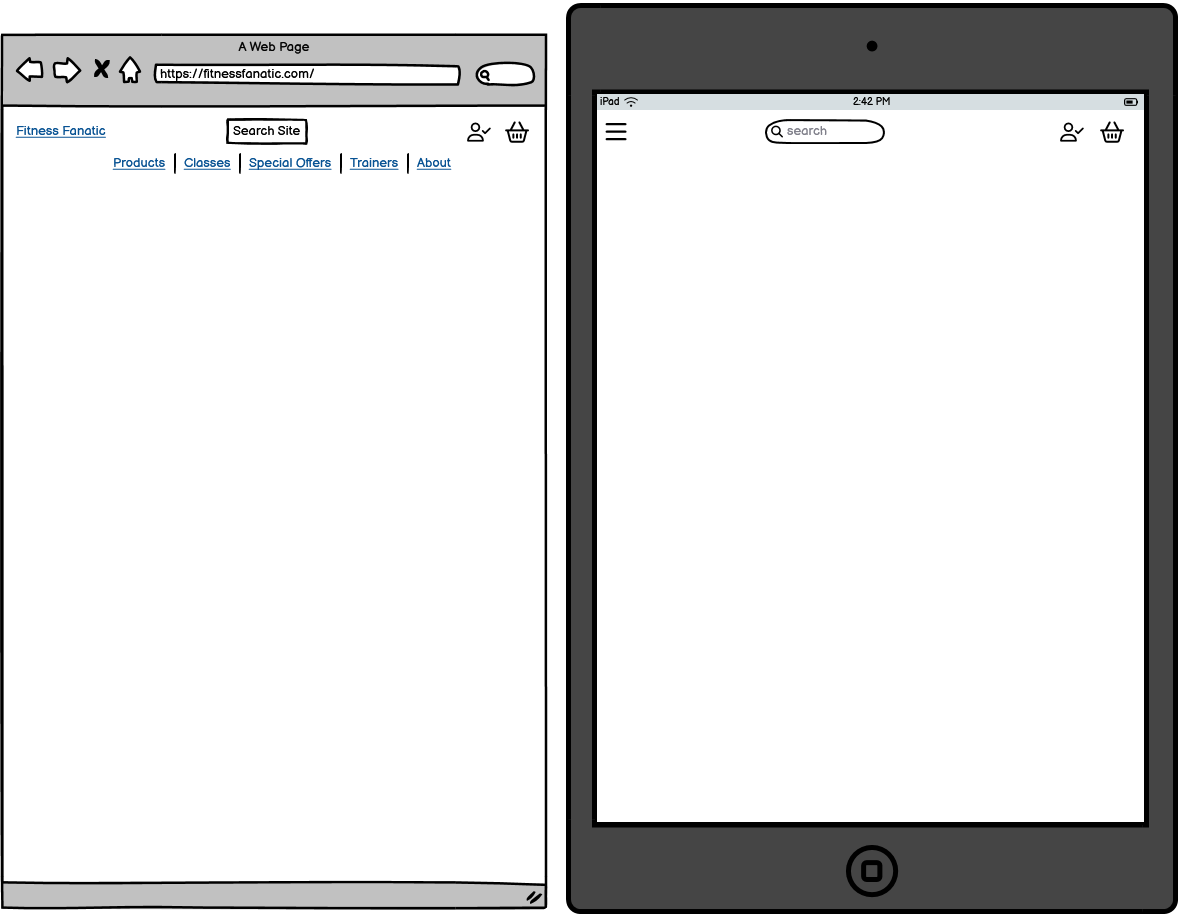 A Web Page
https://fitnessfanatic.com/
Fitness Fanatic
Search Site
Products Classes Special Offers Trainers About
iPad 2:42 PM
search